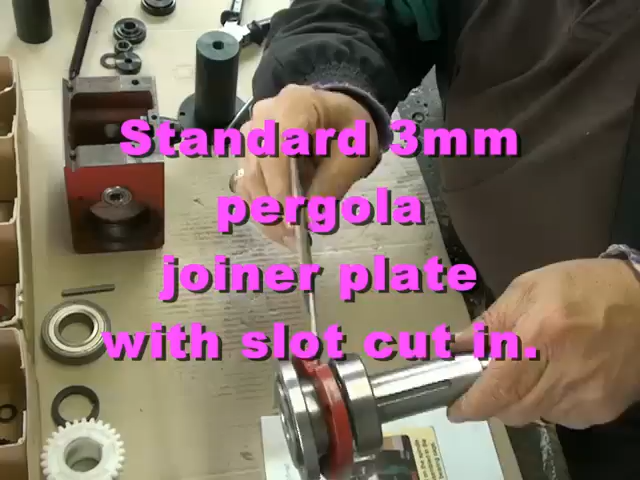 Standard 3mm
pergola
joiner plate
with slot cut in.